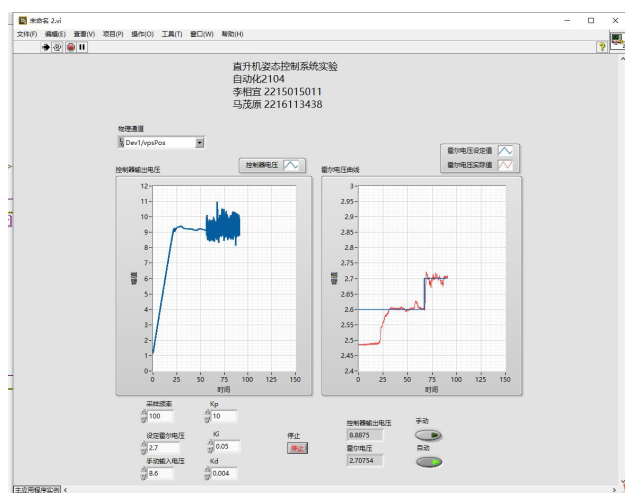 未命名 2.vi
文件(F) 编辑(E) 查看(V) 项目(P) 操作(O) 工具(T) 窗口(W) 帮助(H)
直升机姿态控制系统实验
自动化2104
李相宜 2215015011
马茂原 2216113438
物理通道
Dev1/vpsPos
控制器输出电压
控制器电压
霍尔电压曲线
霍尔电压设定值
霍尔电压实际值
幅值
12
11
10
9
8
7
6
5
4
3
2
1
0
0 25 50 75 100 125 150
时间
幅值
3
2.95
2.9
2.85
2.8
2.75
2.7
2.65
2.6
2.55
2.5
2.45
2.4
0 25 50 75 100 125 150
时间
采样频率
100
Kp
10
设定霍尔电压
2.7
Ki
0.05
手动输入电压
8.6
Kd
0.004
停止
停止
控制器输出电压
8.8875
霍尔电压
2.70754
手动
自动
主应用程序实例